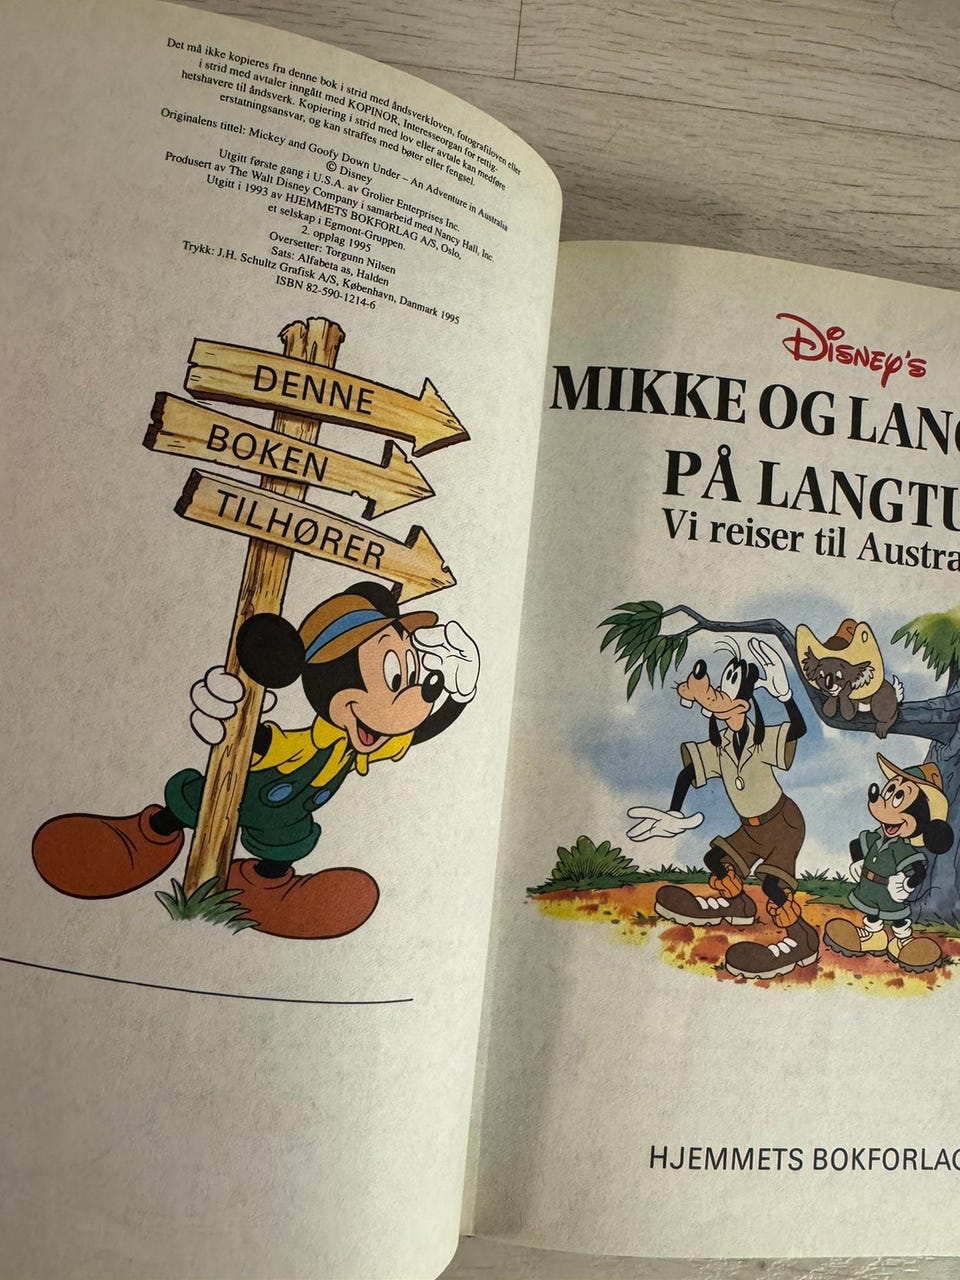 Det må ikke kopieres fra denne bok i strid med åndsverkloven, fotografiloven eller
i strid med avtaler inngått med KOPINOR, Interesseorgan for rettig-
hetshavere til åndsverk. Kopiering i strid med lov eller avtale kan medføre
erstatningsansvar, og kan straffes med bøter eller fengsel.
Originalens tittel: Mickey and Goofy Down Under – An Adventure in Australia
© Disney
Utgitt første gang i U.S.A. av Grolier Enterprises Inc.
Produsert av The Walt Disney Company i samarbeid med Nancy Hall, Inc.
Utgitt i 1993 av HJEMMETS BOKFORLAG A/S, Oslo,
et selskap i Egmont-Gruppen.
2. opplag 1995
Oversetter: Torgunn Nilsen
Sats: Alfabeta as, Halden
Trykk: J.H. Schultz Grafisk A/S, København, Danmark 1995
ISBN 82-590-1214-6
DENNE
BOKEN
TILHØRER
DISNEY'S
MIKKE OG LANG
PÅ LANGTU
Vi reiser til Austra
HJEMMETS BOKFORLAG